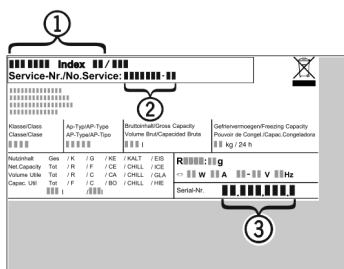 1
Index /
Service-Nr./No.Service: -
2
Klasse/Class
Classe/Clase
Ap-Typ/AP-Type
AP-Type/AP-Tipo
Bruttoinhalt/Gross Capacity
Volume Brut/Capacidad Bruta
l
Gefriervermoegen/Freezing Capacity
Pouvoir de Congel./Capac.Congeladora
kg / 24 h
Nutzinhalt Ges / K / G / KE / KALT / EIS
Net.Capacity Tot / R / F / CE / CHILL / ICE
Volume Utile Tot / R / C / CA / CHILL / GLA
Capac. Util Tot / F / C / BO / CHILL / HIE
l / l
R : g
~ W A - V Hz
Serial-Nr. . . .
3